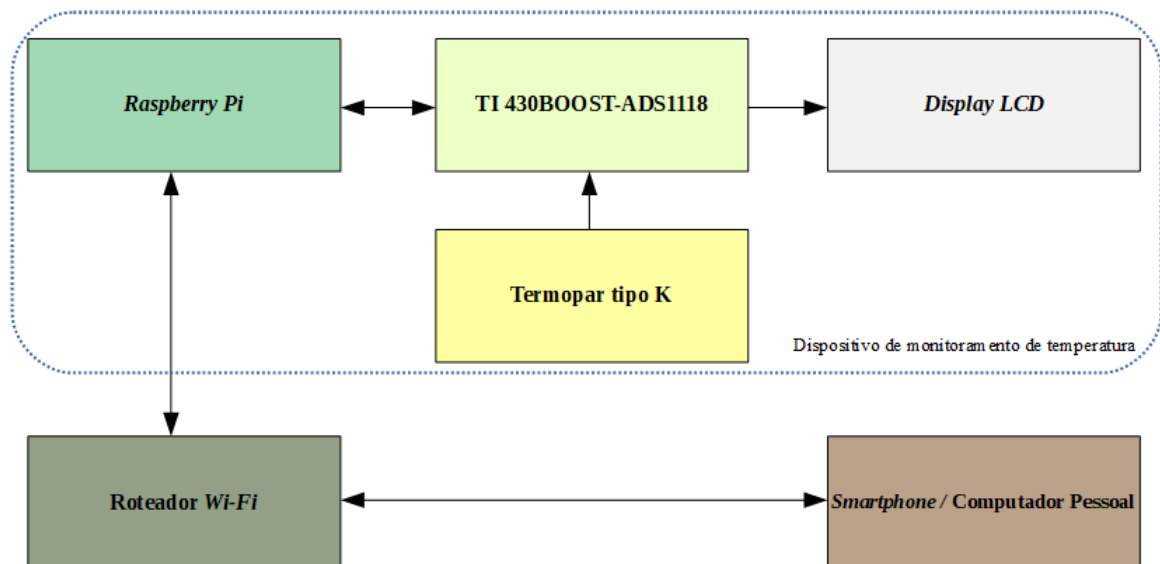 Raspberry Pi
TI 430BOOST-ADS1118
Display LCD
Termopar tipo K
Dispositivo de monitoramento de temperatura
Roteador Wi-Fi
Smartphone / Computador Pessoal